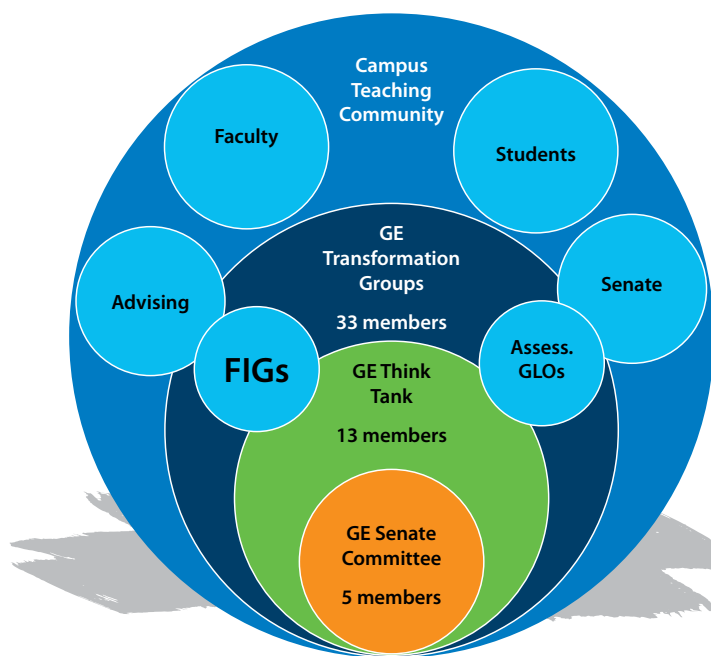 Campus
Teaching
Community
Faculty
Students
GE
Transformation
Groups
33 members
Advising
Senate
FIGs
Assess.
GLOs
GE Think
Tank
13 members
GE Senate
Committee
5 members